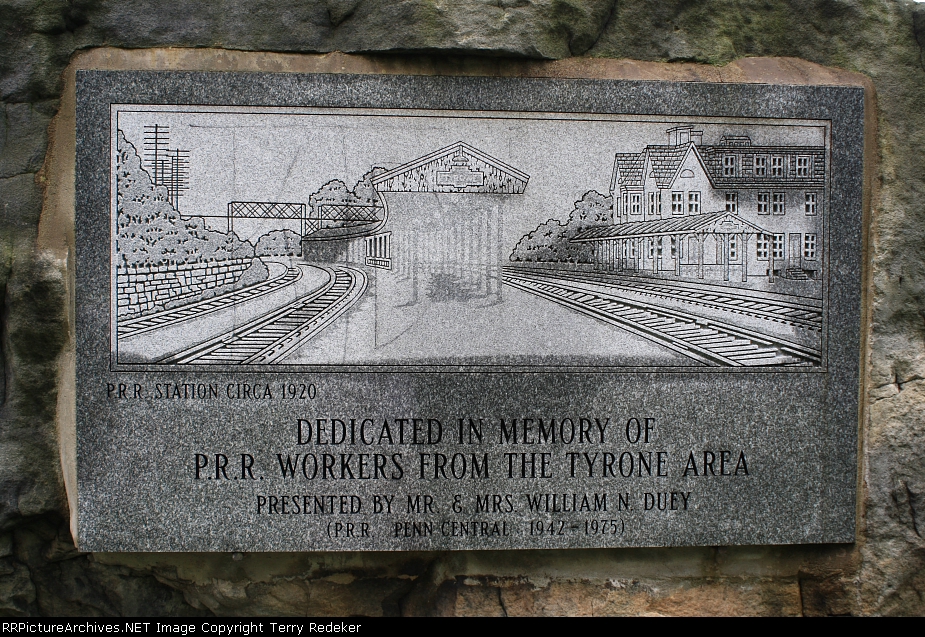 P.R.R. STATION CIRCA 1920
DEDICATED IN MEMORY OF
P.R.R. WORKERS FROM THE TYRONE AREA
PRESENTED BY MR. & MRS. WILLIAM N. DUEY
(P.R.R. PENN CENTRAL 1942-1975)
RRPictureArchives.NET Image Copyright Terry Redeker